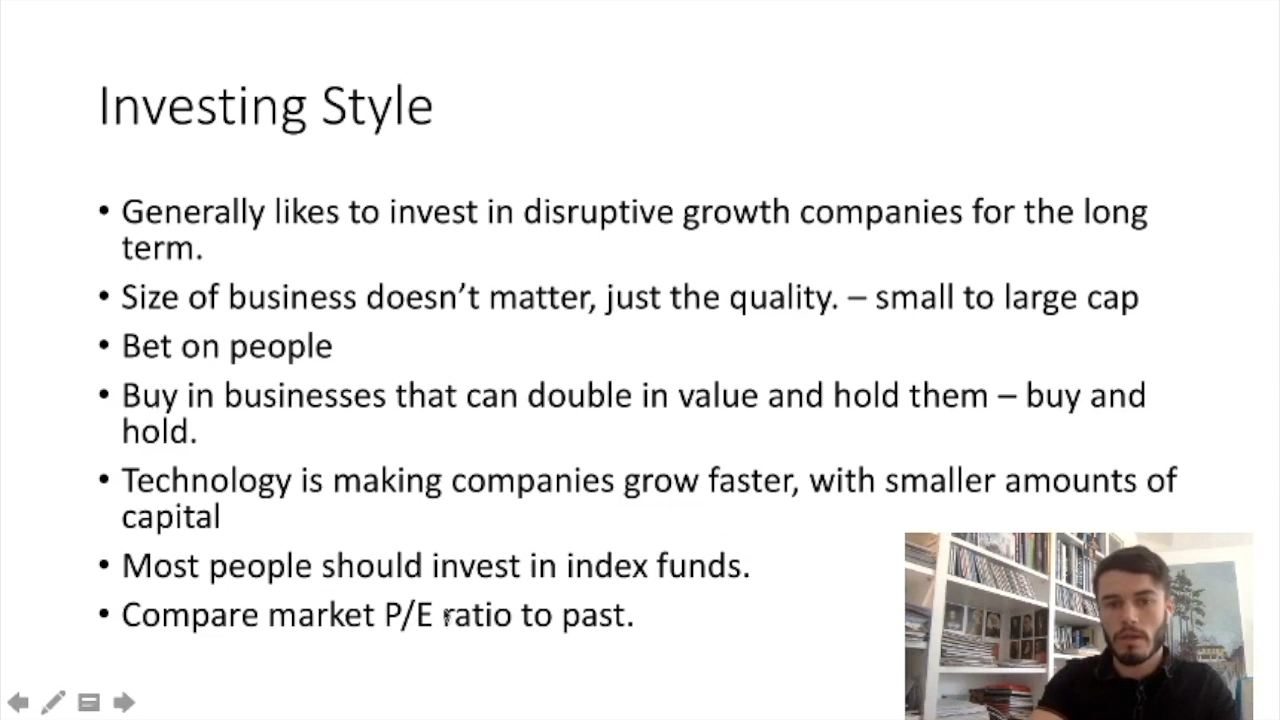 Investing Style
• Generally likes to invest in disruptive growth companies for the long
term.
• Size of business doesn’t matter, just the quality. – small to large cap
• Bet on people
• Buy in businesses that can double in value and hold them – buy and
hold.
• Technology is making companies grow faster, with smaller amounts of
capital
• Most people should invest in index funds.
• Compare market P/E ratio to past.